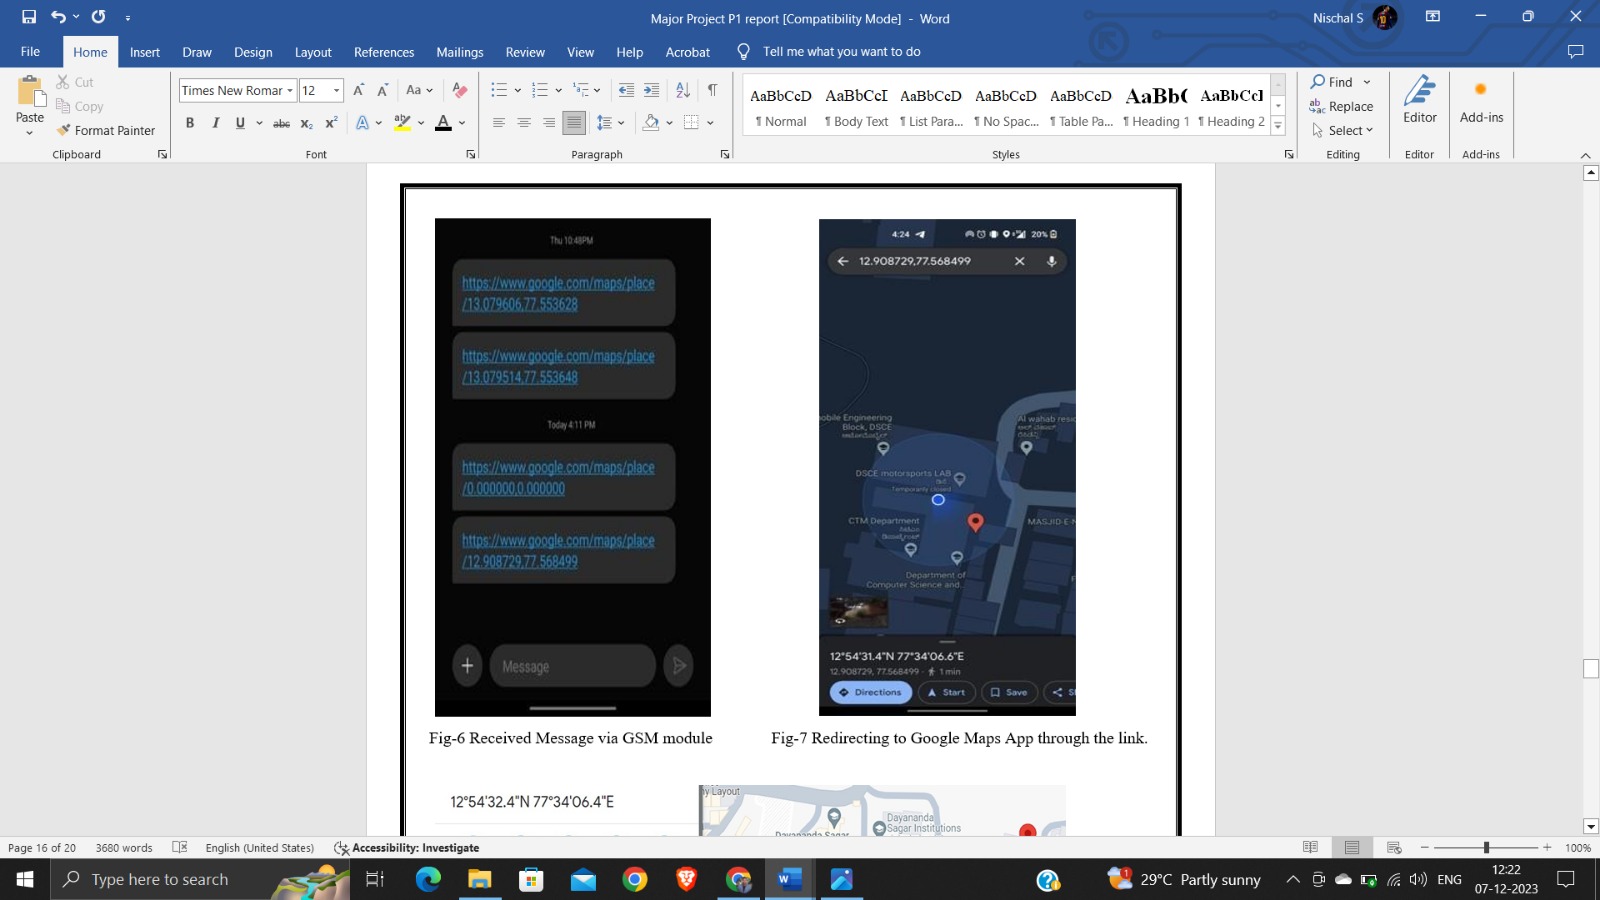 Major Project P1 report [Compatibility Mode] - Word
Nischal S
File Home Insert Draw Design Layout References Mailings Review View Help Acrobat Tell me what you want to do
Paste
Cut
Copy
Format Painter
Clipboard
Times New Roman 12
Font
Paragraph
AaBbCcD AaBbCcI AaBbCcD AaBbCcD AaBbCcD AaBb( AaBbCcI
¶ Normal ¶ Body Text ¶ List Para... ¶ No Spac... ¶ Table Pa... ¶ Heading 1 ¶ Heading 2
Styles
Find
Replace
Select
Editing
Editor
Editor
Add-ins
Add-ins
Thu 10:48PM
https://www.google.com/maps/place
/13.079606,77.553628
https://www.google.com/maps/place
/13.079514,77.553648
Today 4:11 PM
https://www.google.com/maps/place
/0.000000,0.000000
https://www.google.com/maps/place
/12.908729,77.568499
Message
4:24 20%
12.908729,77.568499
obile Engineering
Block, DSCE
Al wahab resi
DSCE motorsports LAB
Temporarily closed
CTM Department
MASJID-E-
Department of
Computer Science and.
12°54'31.4"N 77°34'06.6"E
12.908729, 77.568499 · 1 min
Directions Start Save
Fig-6 Received Message via GSM module
Fig-7 Redirecting to Google Maps App through the link.
12°54'32.4"N 77°34'06.4"E
ny Layout
Dayananda
Sagar Institutions
Dayananda Sagar
Page 16 of 20 3680 words English (United States) Accessibility: Investigate 100%
Type here to search
29°C Partly sunny
ENG
12:22
07-12-2023